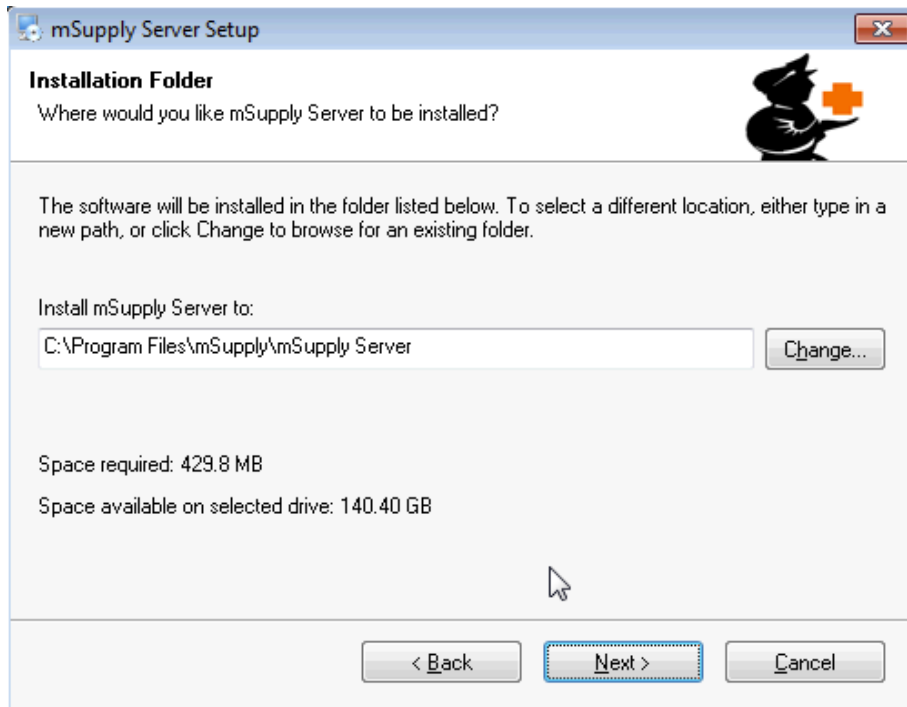 mSupply Server Setup
Installation Folder
Where would you like mSupply Server to be installed?
The software will be installed in the folder listed below. To select a different location, either type in a
new path, or click Change to browse for an existing folder.
Install mSupply Server to:
C:\Program Files\mSupply\mSupply Server
Change...
Space required: 429.8 MB
Space available on selected drive: 140.40 GB
< Back
Next >
Cancel